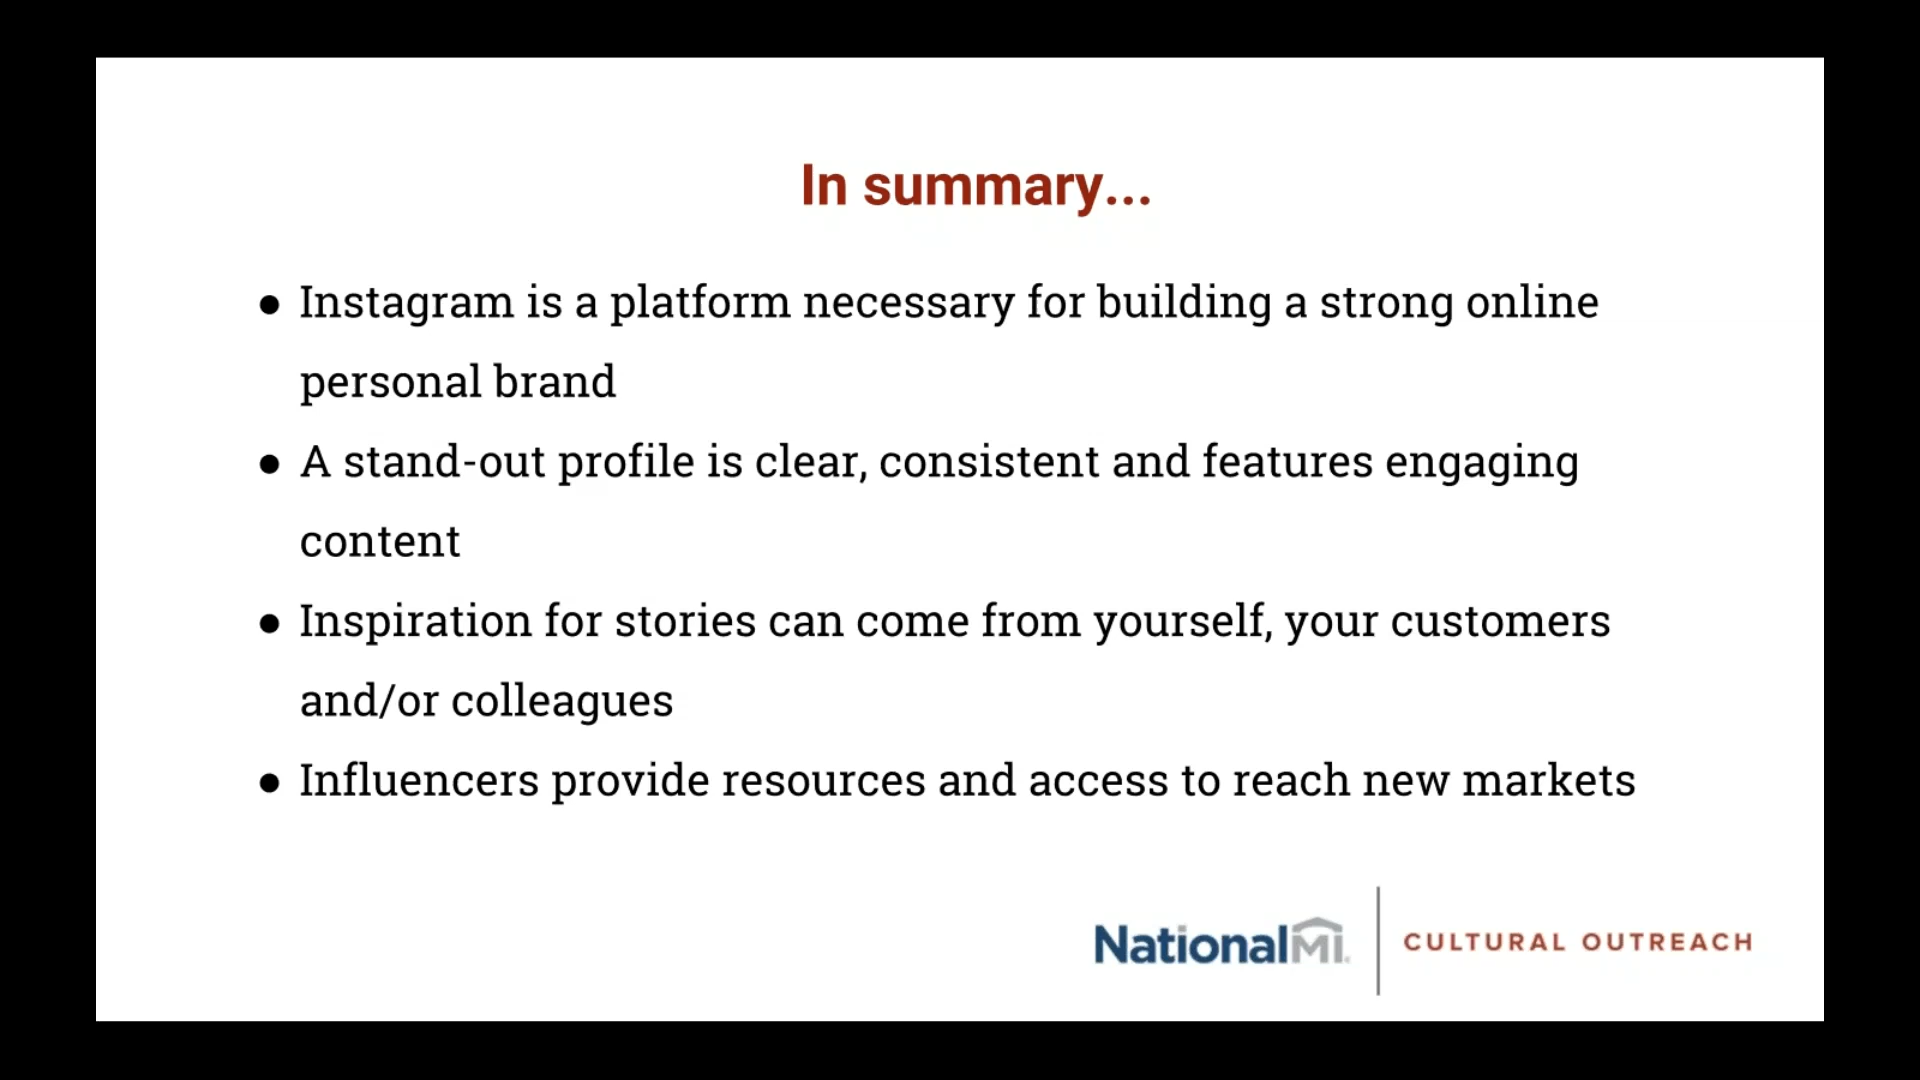 In summary...
● Instagram is a platform necessary for building a strong online
personal brand
● A stand-out profile is clear, consistent and features engaging
content
● Inspiration for stories can come from yourself, your customers
and/or colleagues
● Influencers provide resources and access to reach new markets
NationalMI. CULTURAL OUTREACH